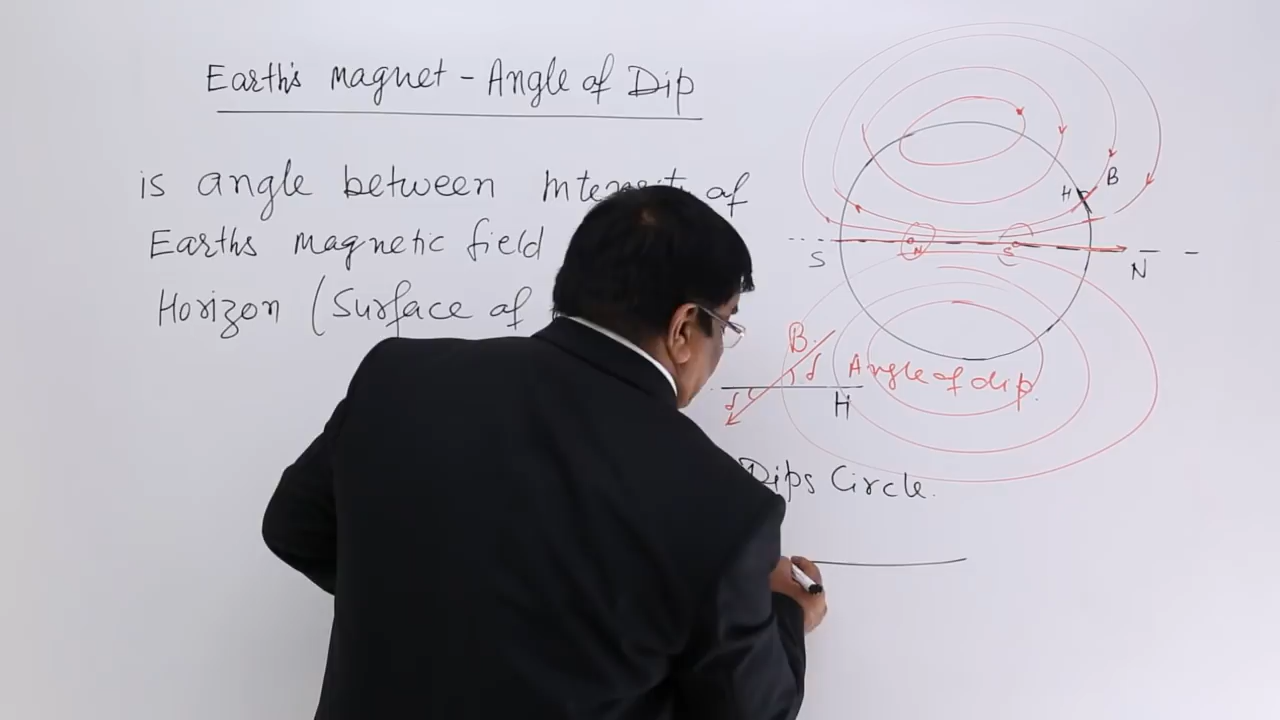 Earth's magnet - Angle of Dip
is angle between of
Earths magnetic field
Horizon (Surface of
S
N
S
N
H
B
B.
δ
Angle of dip.
δ
H
Dips Circle.